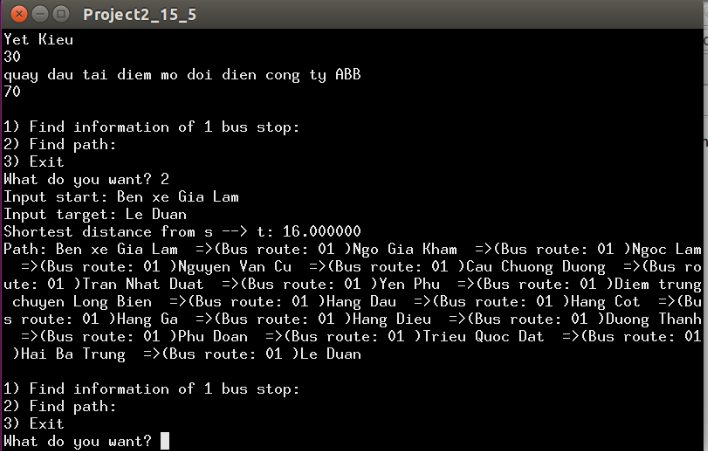 Project2_15_5
Yet Kieu
30
quay dau tai diem mo doi dien cong ty ABB
70
1) Find information of 1 bus stop:
2) Find path:
3) Exit
What do you want? 2
Input start: Ben xe Gia Lam
Input target: Le Duan
Shortest distance from s --> t: 16.000000
Path: Ben xe Gia Lam  =>(Bus route: 01 )Ngo Gia Kham  =>(Bus route: 01 )Ngoc Lam
  =>(Bus route: 01 )Nguyen Van Cu  =>(Bus route: 01 )Cau Chuong Duong  =>(Bus ro
ute: 01 )Tran Nhat Duat  =>(Bus route: 01 )Yen Phu  =>(Bus route: 01 )Diem trung
 chuyen Long Bien  =>(Bus route: 01 )Hang Dau  =>(Bus route: 01 )Hang Cot  =>(Bu
s route: 01 )Hang Ga  =>(Bus route: 01 )Hang Dieu  =>(Bus route: 01 )Duong Thanh
  =>(Bus route: 01 )Phu Doan  =>(Bus route: 01 )Trieu Quoc Dat  =>(Bus route: 01
 )Hai Ba Trung  =>(Bus route: 01 )Le Duan
1) Find information of 1 bus stop:
2) Find path:
3) Exit
What do you want?